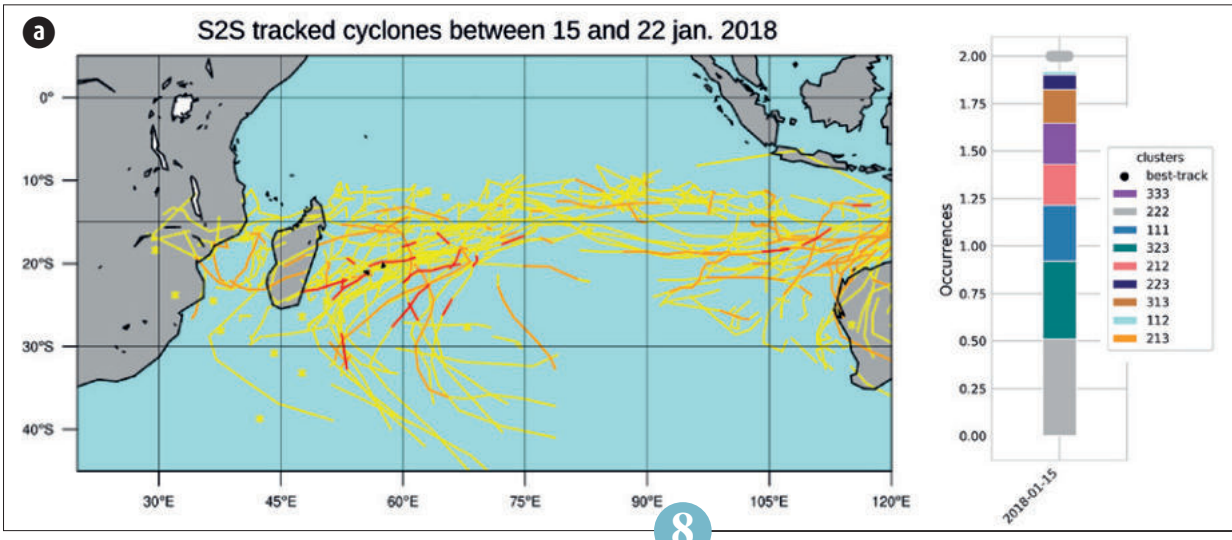 a
S2S tracked cyclones between 15 and 22 jan. 2018
0°
10°S
20°S
30°S
40°S
30°E
45°E
60°E
75°E
90°E
105°E
120°E
2.00
1.75
1.50
1.25
1.00
0.75
0.50
0.25
0.00
Occurrences
2018-01-15
clusters
best-track
333
222
111
323
212
223
313
112
213
8